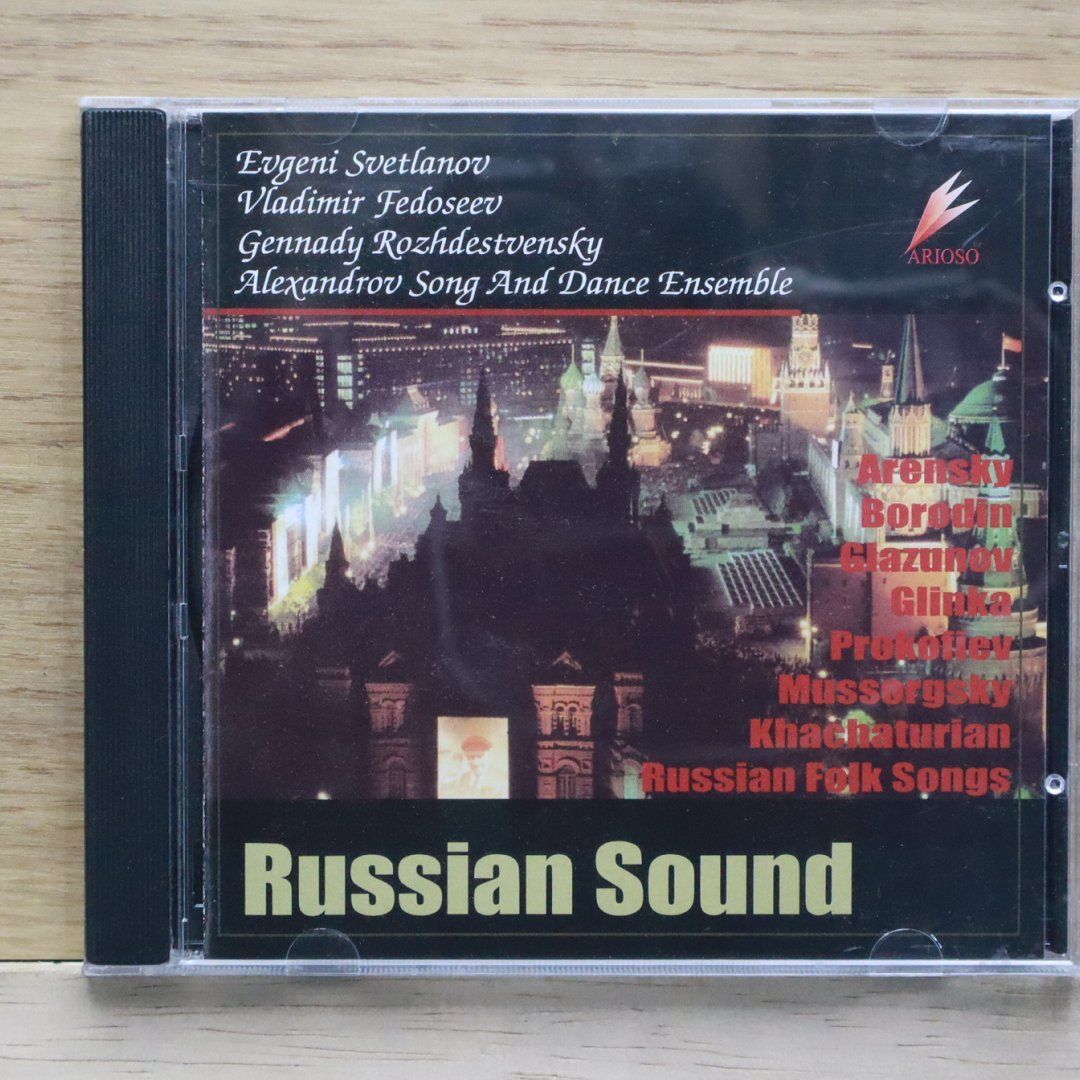 Evgeni Svetlanov
Vladimir Fedoseev
Gennady Rozhdestvensky
Alexandrov Song And Dance Ensemble
ARIOSO
Arensky
Borodin
Glazunov
Glinka
Prokofiev
Mussorgsky
Khachaturian
Russian Folk Songs
Russian Sound